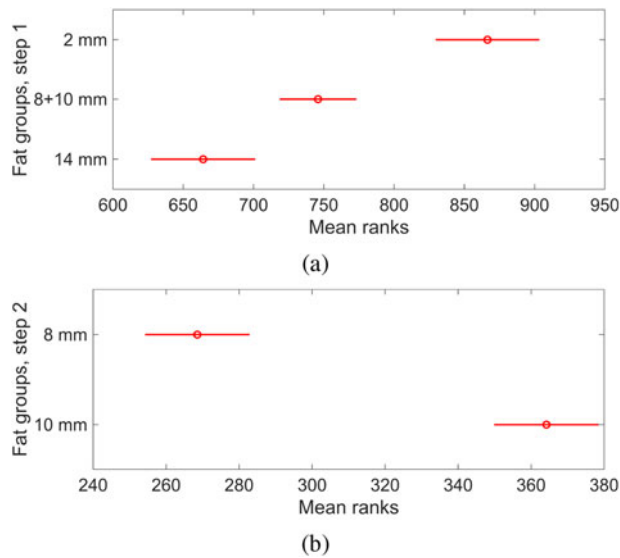 Fat groups, step 1
2 mm
8+10 mm
14 mm
600 650 700 750 800 850 900 950
Mean ranks
(a)
Fat groups, step 2
8 mm
10 mm
240 260 280 300 320 340 360 380
Mean ranks
(b)